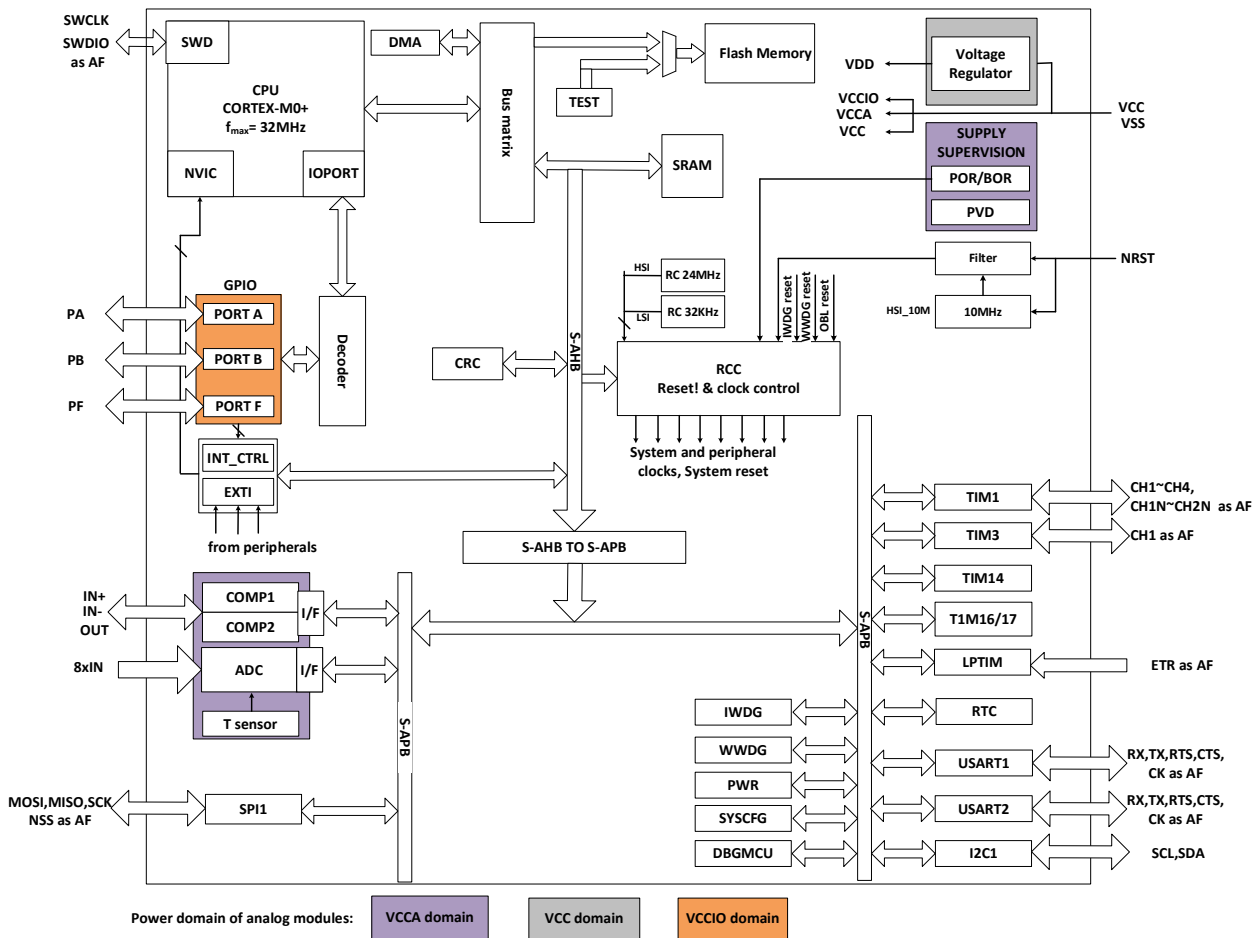 SWCLK
SWDIO
as AF
SWD
CPU
CORTEX-M0+
fmax= 32MHz
NVIC
IOPORT
DMA
Bus matrix
TEST
Flash Memory
SRAM
Voltage
Regulator
VDD
VCCIO
VCCA
VCC
VCC
VSS
SUPPLY
SUPERVISION
POR/BOR
PVD
Filter
NRST
HSI_10M
10MHz
HSI
RC 24MHz
LSI
RC 32KHz
IWDG reset
WWDG reset
OBL reset
RCC
Reset! & clock control
System and peripheral
clocks, System reset
GPIO
PA
PORT A
PB
PORT B
PF
PORT F
Decoder
CRC
S-AHB
INT_CTRL
EXTI
from peripherals
S-AHB TO S-APB
IN+
IN-
OUT
COMP1
COMP2
I/F
8xIN
ADC
I/F
T sensor
S-APB
MOSI,MISO,SCK
NSS as AF
SPI1
S-APB
TIM1
CH1~CH4,
CH1N~CH2N as AF
TIM3
CH1 as AF
TIM14
T1M16/17
LPTIM
ETR as AF
IWDG
RTC
WWDG
USART1
RX,TX,RTS,CTS,
CK as AF
PWR
SYSCFG
USART2
RX,TX,RTS,CTS,
CK as AF
DBGMCU
I2C1
SCL,SDA
Power domain of analog modules:
VCCA domain
VCC domain
VCCIO domain